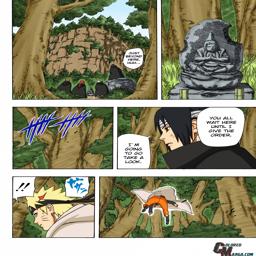 JUST
BEYOND
HERE,
HUH...
YOU ALL
WAIT HERE
UNTIL I
GIVE THE
ORDER.
I'M
GOING TO
GO TAKE
A LOOK.
!!
COLORED
MANGA.COM